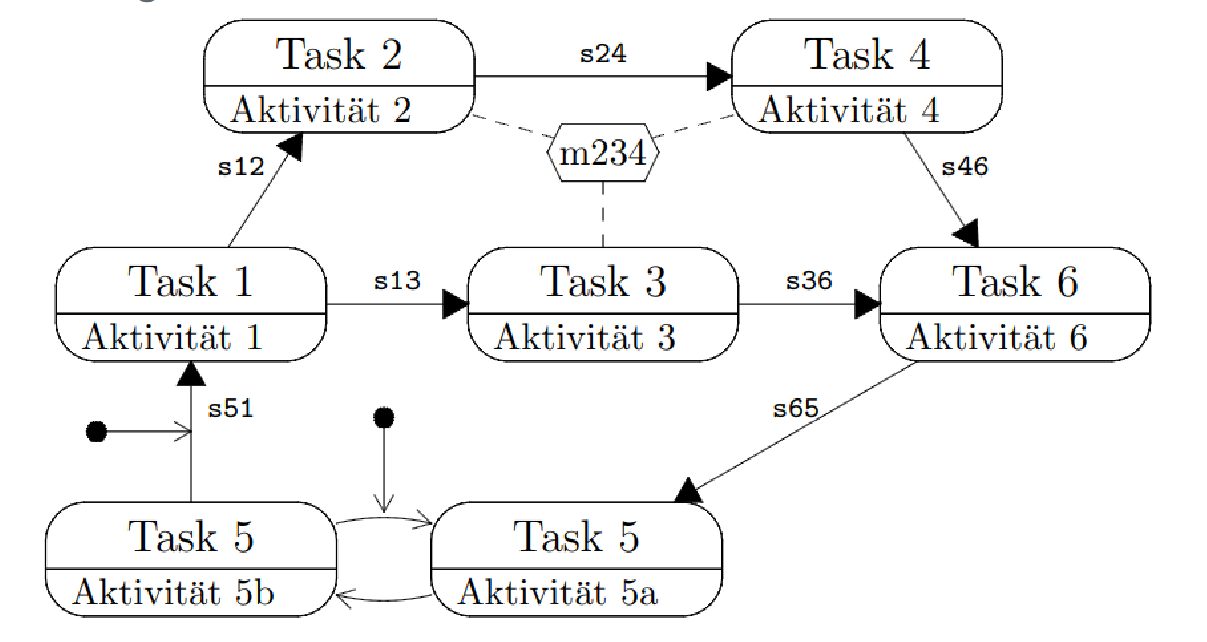 Task 2
Aktivität 2
s24
Task 4
Aktivität 4
m234
s12
s46
Task 1
Aktivität 1
s13
Task 3
Aktivität 3
s36
Task 6
Aktivität 6
s51
s65
Task 5
Aktivität 5b
Task 5
Aktivität 5a